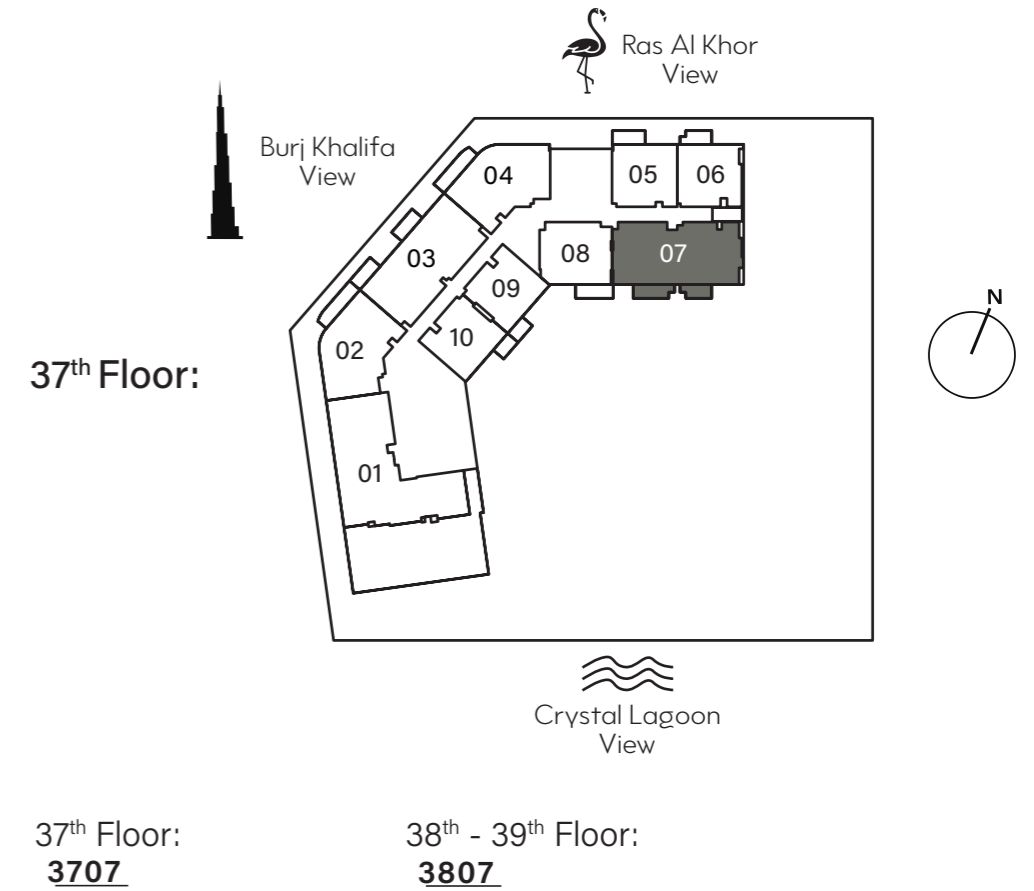 Ras Al Khor
View
Burj Khalifa
View
04
05
06
03
08
07
09
10
02
N
37th Floor:
01
Crystal Lagoon
View
37th Floor:
3707
38th - 39th Floor:
3807